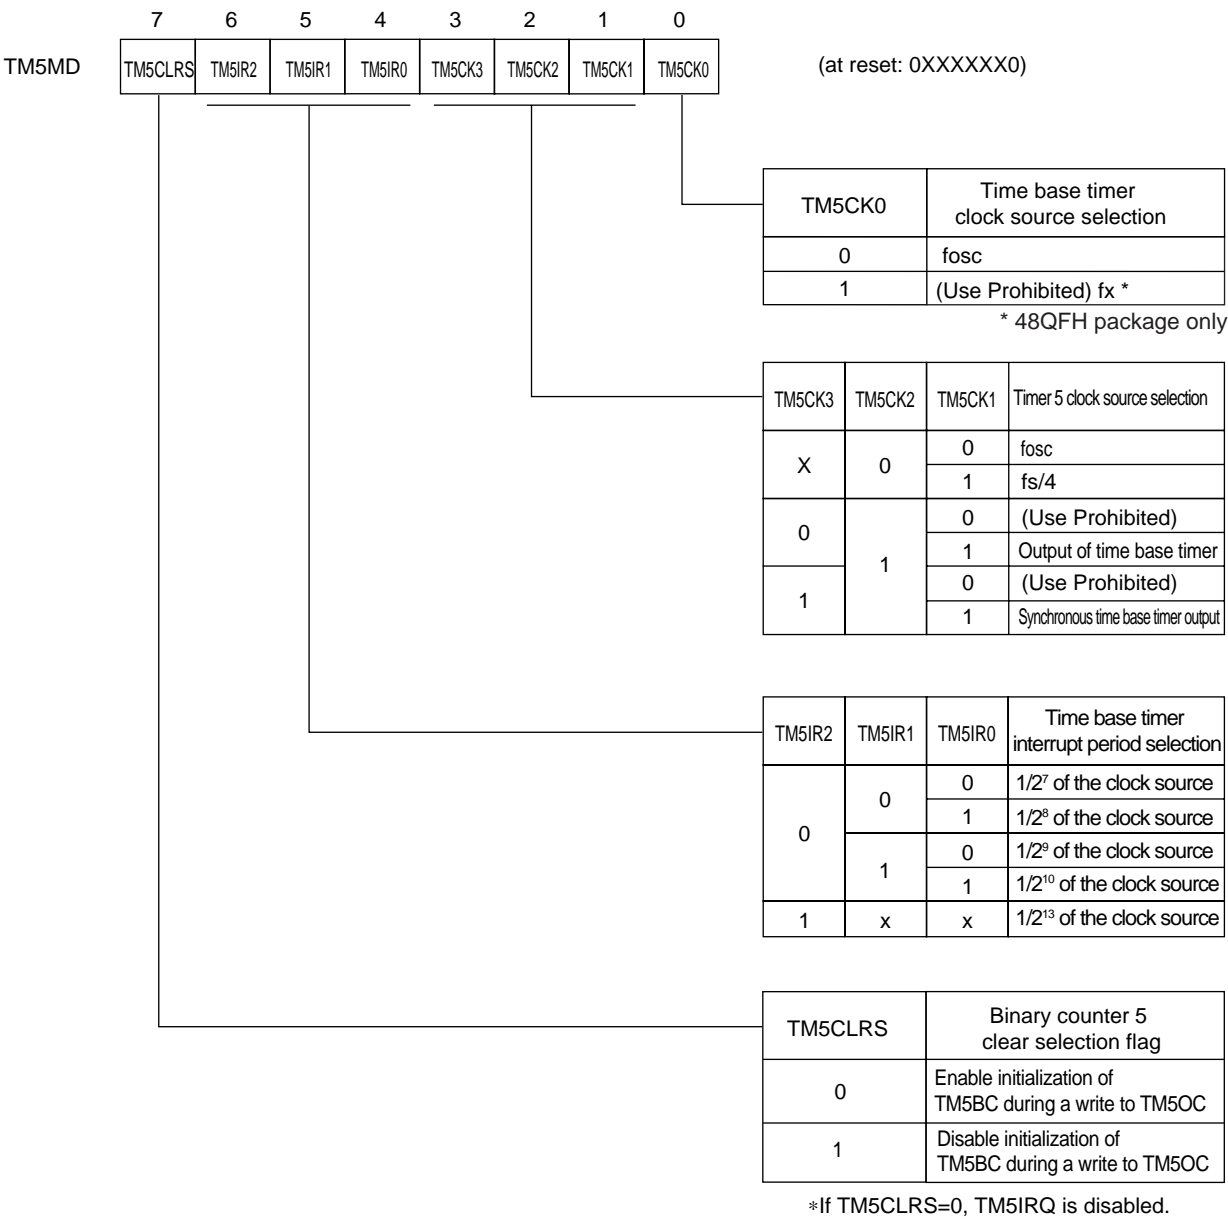 7 6 5 4 3 2 1 0
TM5MD TM5CLRS TM5IR2 TM5IR1 TM5IR0 TM5CK3 TM5CK2 TM5CK1 TM5CK0 (at reset: 0XXXXXX0)
TM5CK0 Time base timer
clock source selection
0 fosc
1 (Use Prohibited) fx *
* 48QFH package only
TM5CK3 TM5CK2 TM5CK1 Timer 5 clock source selection
X 0 0 fosc
1 fs/4
0 1 0 (Use Prohibited)
1 Output of time base timer
1 0 (Use Prohibited)
1 Synchronous time base timer output
TM5IR2 TM5IR1 TM5IR0 Time base timer
interrupt period selection
0 0 0 1/2⁷ of the clock source
1 1/2⁸ of the clock source
1 0 1/2⁹ of the clock source
1 1/2¹⁰ of the clock source
1 x x 1/2¹³ of the clock source
TM5CLRS Binary counter 5
clear selection flag
0 Enable initialization of
TM5BC during a write to TM5OC
1 Disable initialization of
TM5BC during a write to TM5OC
*If TM5CLRS=0, TM5IRQ is disabled.